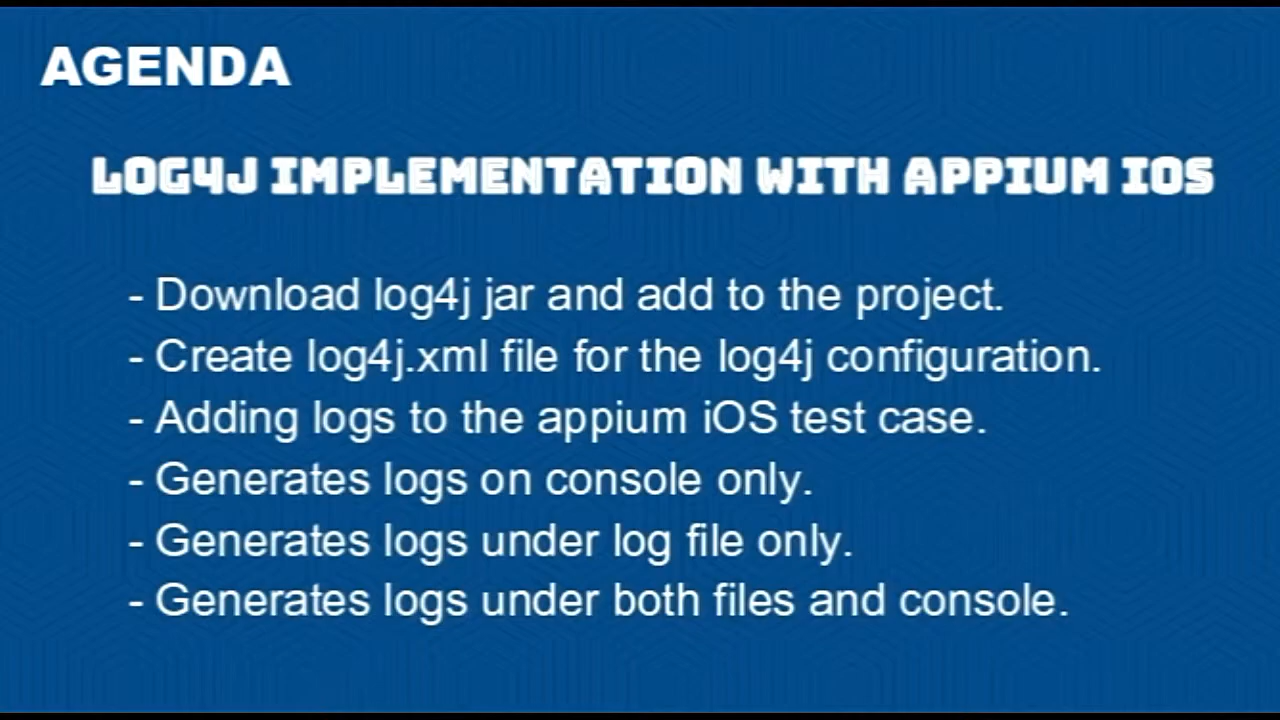 AGENDA
LOG4J IMPLEMENTATION WITH APPIUM IOS
- Download log4j jar and add to the project.
- Create log4j.xml file for the log4j configuration.
- Adding logs to the appium iOS test case.
- Generates logs on console only.
- Generates logs under log file only.
- Generates logs under both files and console.